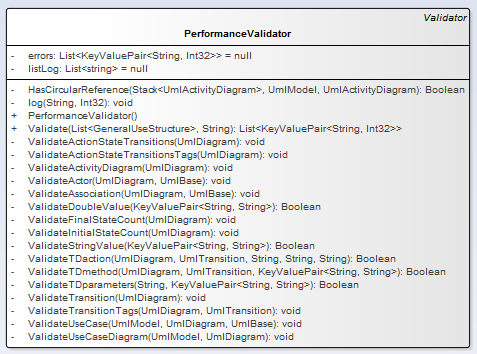 Validator
PerformanceValidator
- errors: List<KeyValuePair<String, Int32>> = null
- listLog: List<string> = null
- HasCircularReference(Stack<UmlActivityDiagram>, UmlModel, UmlActivityDiagram): Boolean
- log(String, Int32): void
+ PerformanceValidator()
+ Validate(List<GeneralUseStructure>, String): List<KeyValuePair<String, Int32>>
- ValidateActionStateTransitions(UmlDiagram): void
- ValidateActionStateTransitionsTags(UmlDiagram): void
- ValidateActivityDiagram(UmlDiagram): void
- ValidateActor(UmlDiagram, UmlBase): void
- ValidateAssociation(UmlDiagram, UmlBase): void
- ValidateDoubleValue(KeyValuePair<String, String>): Boolean
- ValidateFinalStateCount(UmlDiagram): void
- ValidateInitialStateCount(UmlDiagram): void
- ValidateStringValue(KeyValuePair<String, String>): Boolean
- ValidateTDaction(UmlDiagram, UmlTransition, String, String, String): Boolean
- ValidateTDmethod(UmlDiagram, UmlTransition, KeyValuePair<String, String>): Boolean
- ValidateTDparameters(String, KeyValuePair<String, String>): Boolean
- ValidateTransition(UmlDiagram): void
- ValidateTransitionTags(UmlDiagram, UmlTransition): void
- ValidateUseCase(UmlModel, UmlDiagram, UmlBase): void
- ValidateUseCaseDiagram(UmlModel, UmlDiagram): void